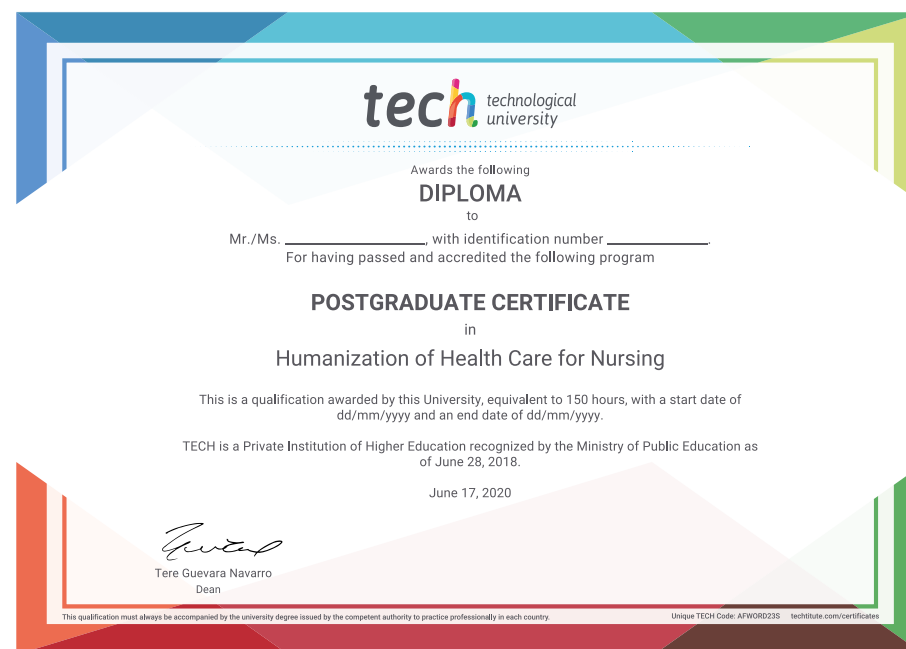 tech technological
university
Awards the following
DIPLOMA
to
Mr./Ms. ____________, with identification number ____________.
For having passed and accredited the following program
POSTGRADUATE CERTIFICATE
in
Humanization of Health Care for Nursing
This is a qualification awarded by this University, equivalent to 150 hours, with a start date of
dd/mm/yyyy and an end date of dd/mm/yyyy.
TECH is a Private Institution of Higher Education recognized by the Ministry of Public Education as
of June 28, 2018.
June 17, 2020
Tere Guevara Navarro
Dean
This qualification must always be accompanied by the university degree issued by the competent authority to practice professionally in each country.
Unique TECH Code: AFWORD23S techtitute.com/certificates